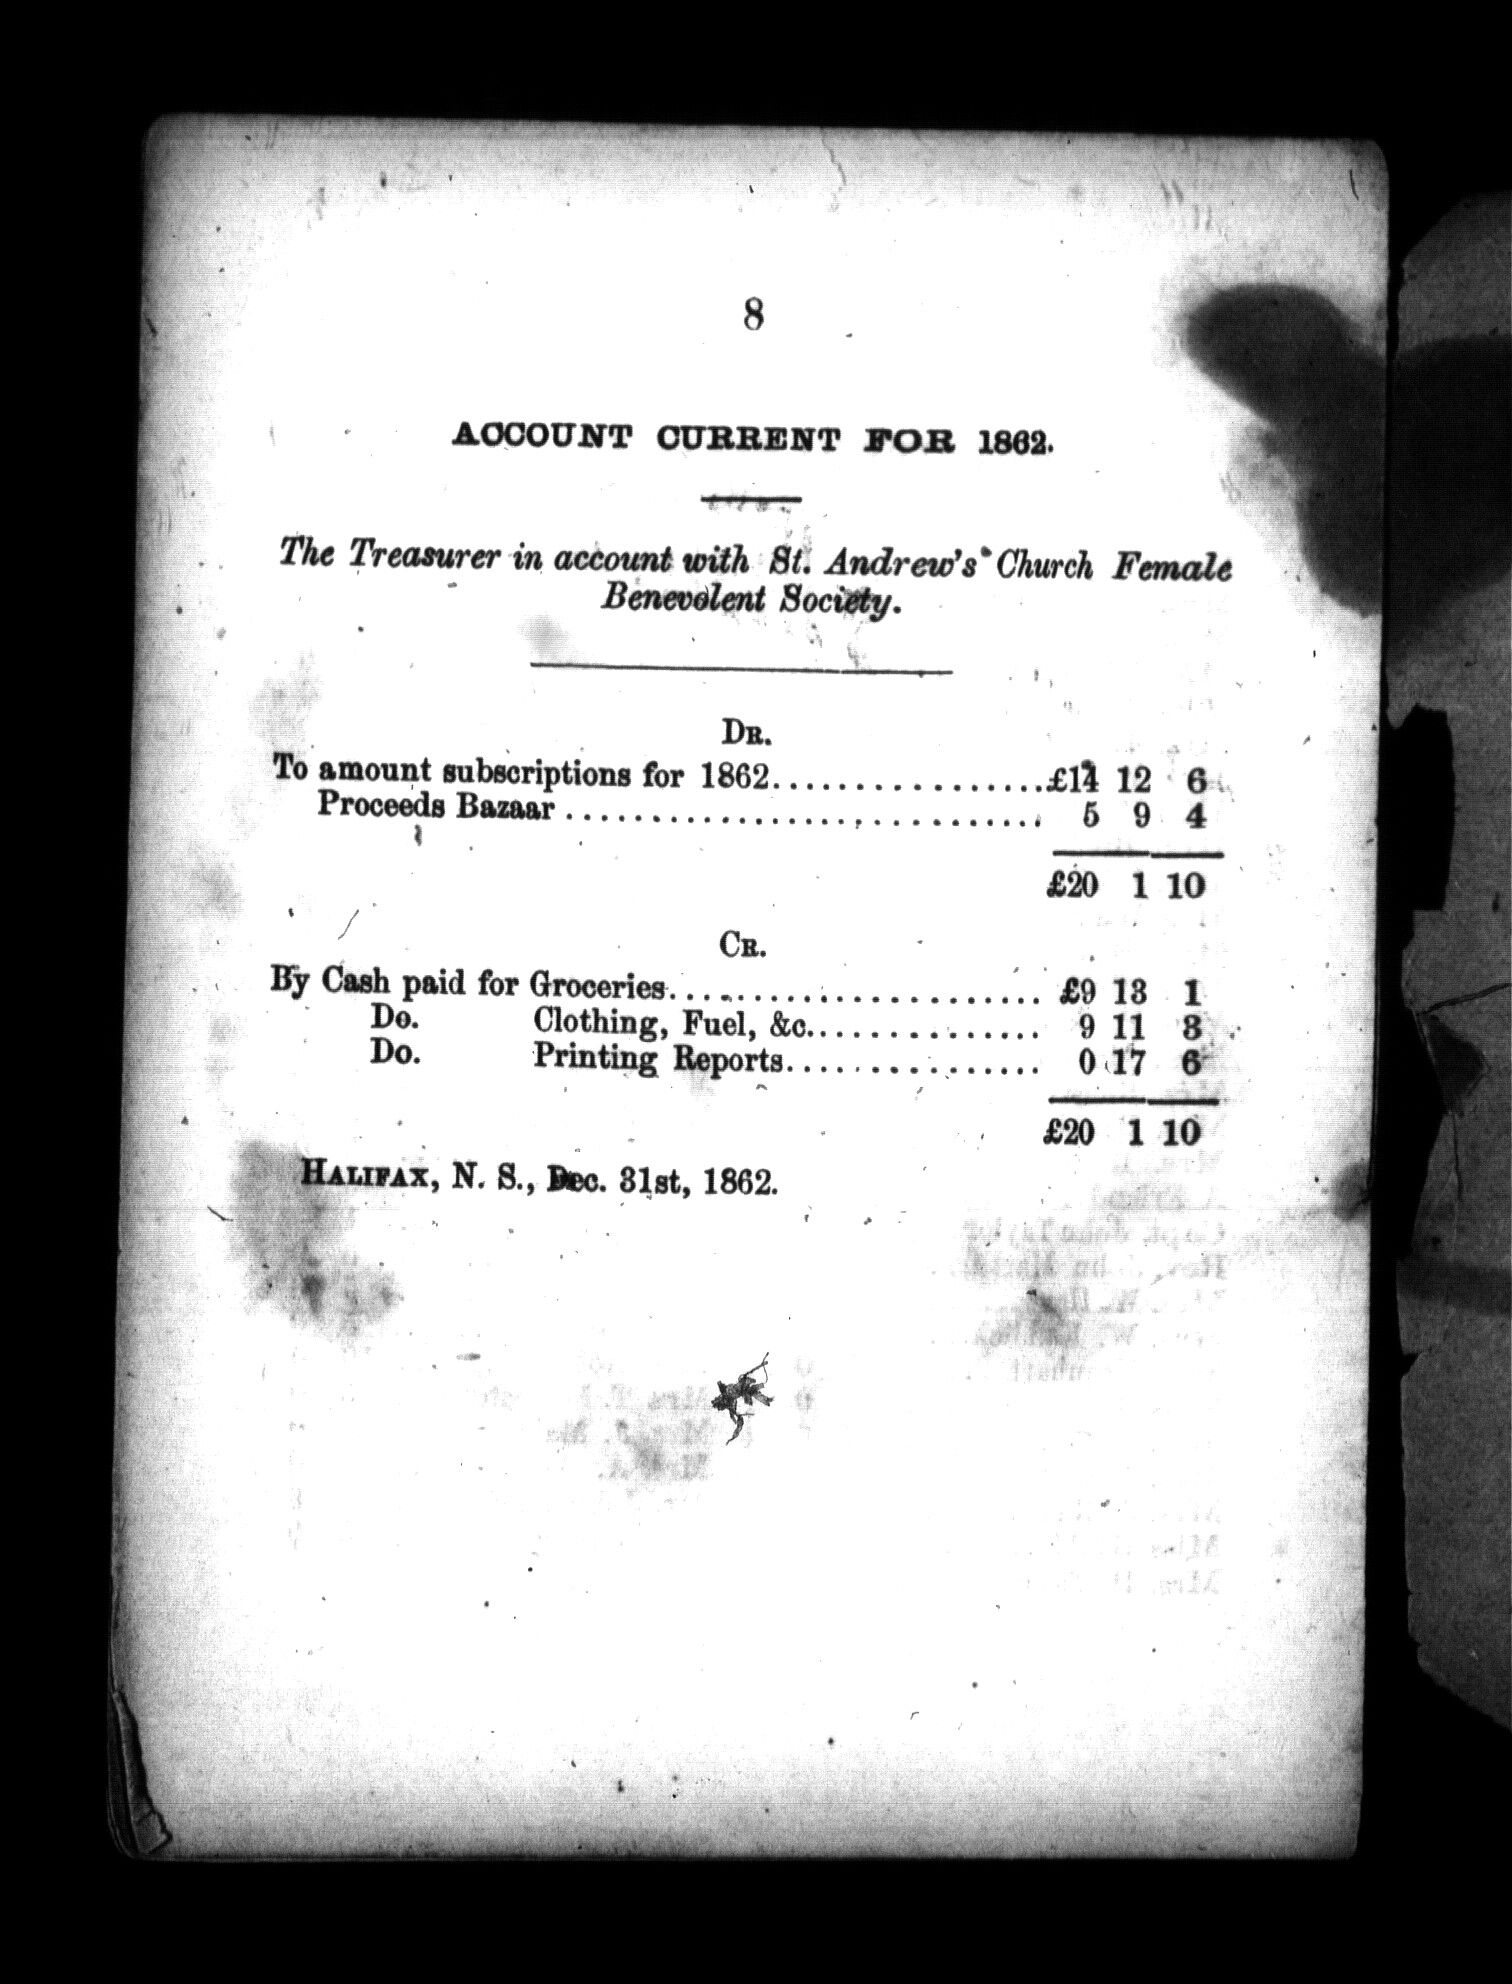 8
ACCOUNT CURRENT FOR 1862.
The Treasurer in account with St. Andrew's Church Female
Benevolent Society.
DR.
To amount subscriptions for 1862.................£14 12 6
Proceeds Bazaar............................ 5 9 4
£20 1 10
CR.
By Cash paid for Groceries....................... £9 13 1
Do. Clothing, Fuel, &c............... 9 11 3
Do. Printing Reports................ 0 17 6
£20 1 10
HALIFAX, N. S., Dec. 31st, 1862.